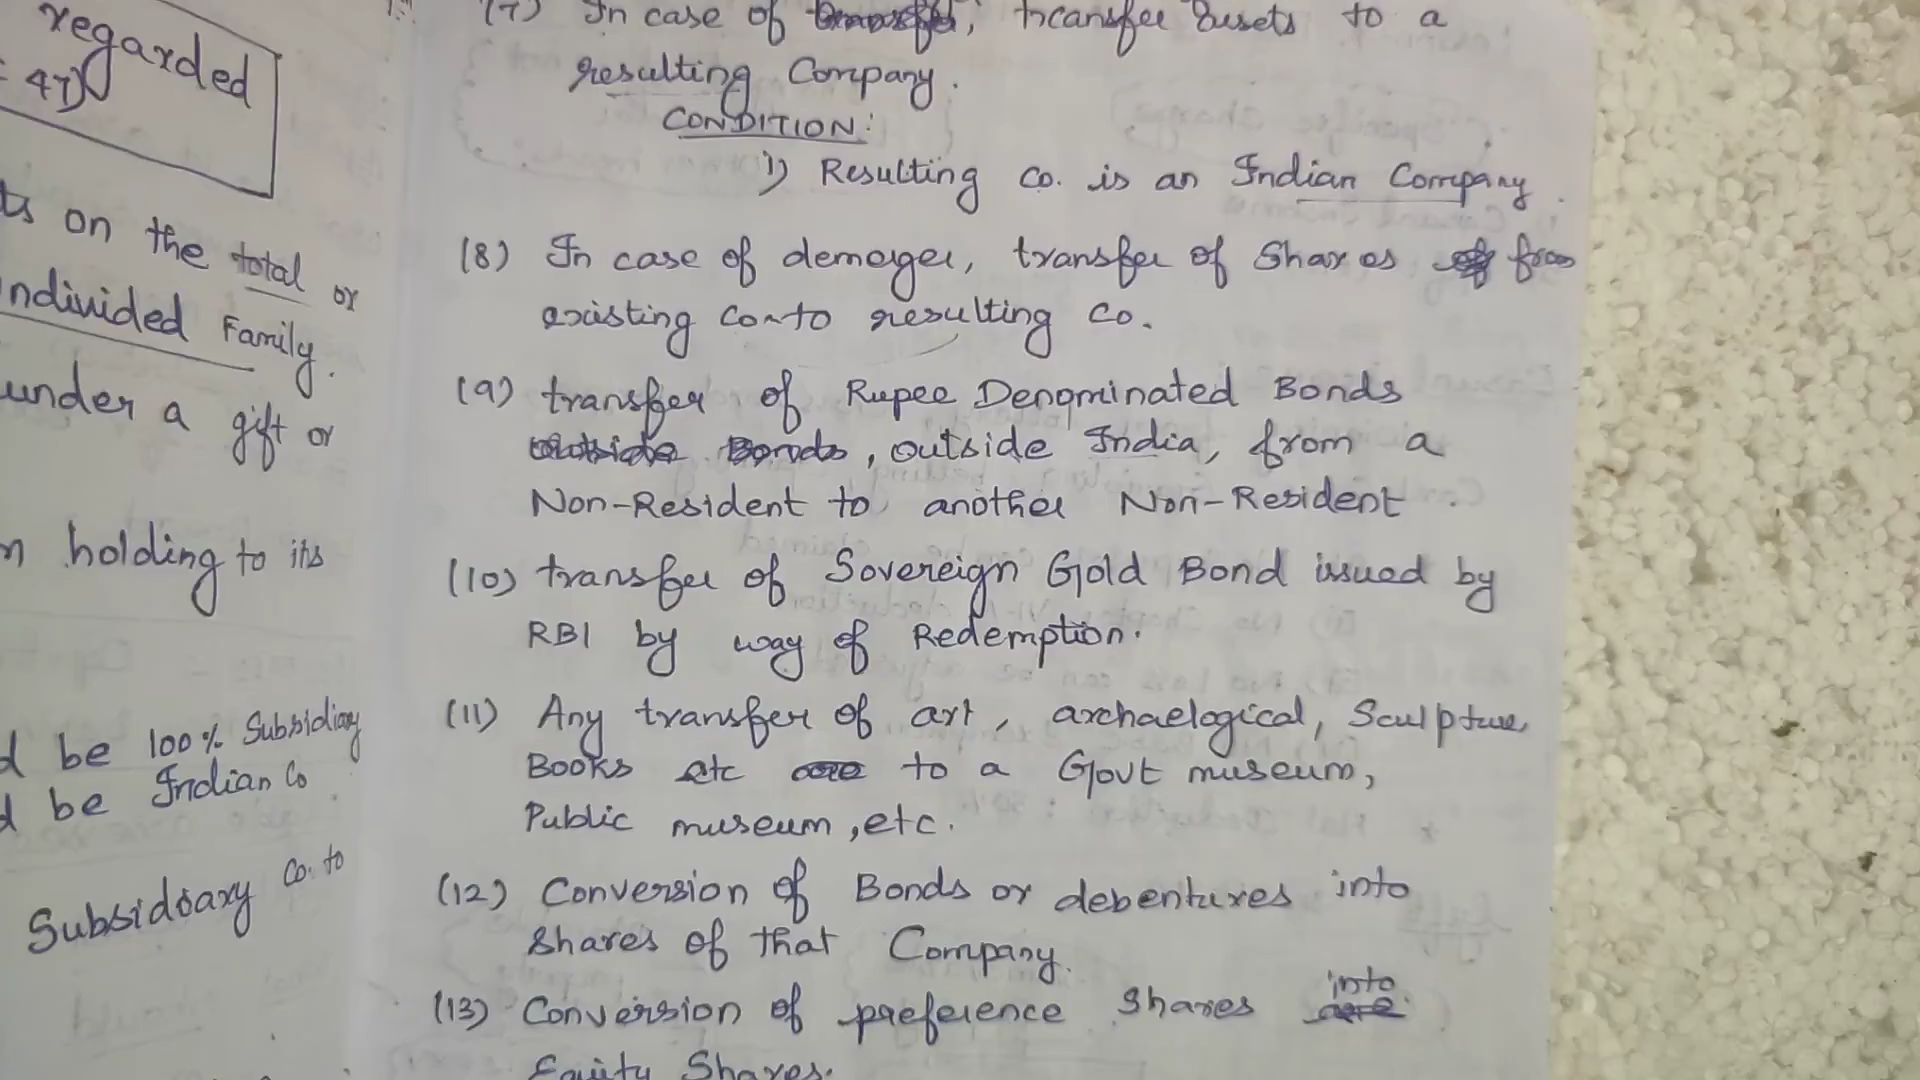 regarded
47)
ts on the total or
ndivided Family.
under a gift or
n holding to its
d be 100% Subsidiary
d be Indian Co
Subsidiary Co. to
(7) In case of transfer, transfer assets to a
resulting Company.
CONDITION:
i) Resulting co. is an Indian Company.
(8) In case of demerger, transfer of Shares of from
existing Co. to resulting Co.
(9) transfer of Rupee Denominated Bonds
outside Bonds, outside India, from a
Non-Resident to another Non-Resident.
(10) transfer of Sovereign Gold Bond issued by
RBI by way of Redemption.
(11) Any transfer of art, archaelogical, Sculpture,
Books etc to a Govt museum,
Public museum, etc.
(12) Conversion of Bonds or debentures into
Shares of that Company.
(13) Conversion of preference Shares into
Equity Shares.